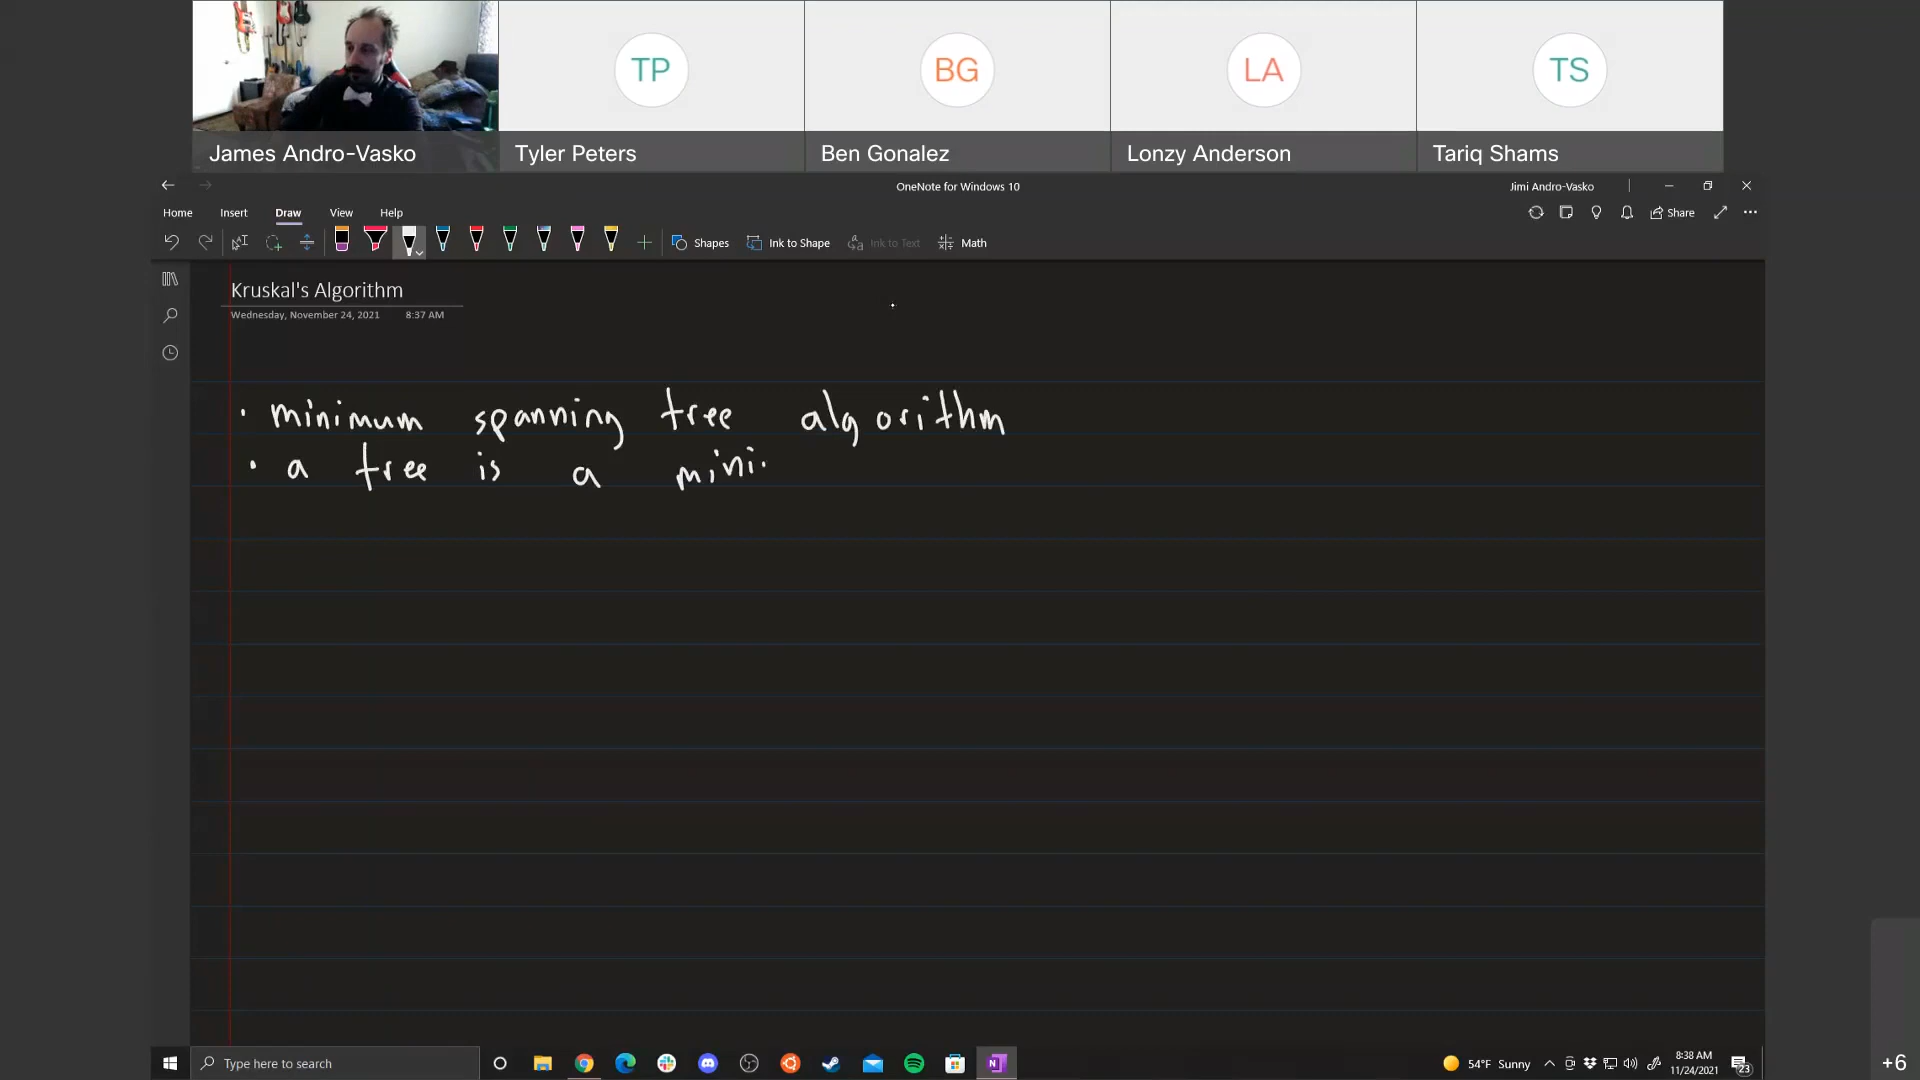 TP
BG
LA
TS
James Andro-Vasko
Tyler Peters
Ben Gonalez
Lonzy Anderson
Tariq Shams
OneNote for Windows 10
Jimi Andro-Vasko
Home Insert Draw View Help
Share
Shapes Ink to Shape Ink to Text Math
Kruskal's Algorithm
Wednesday, November 24, 2021 8:37 AM
• minimum spanning tree algorithm
• a tree is a mini
Type here to search
54°F Sunny
8:38 AM
11/24/2021
23
+6